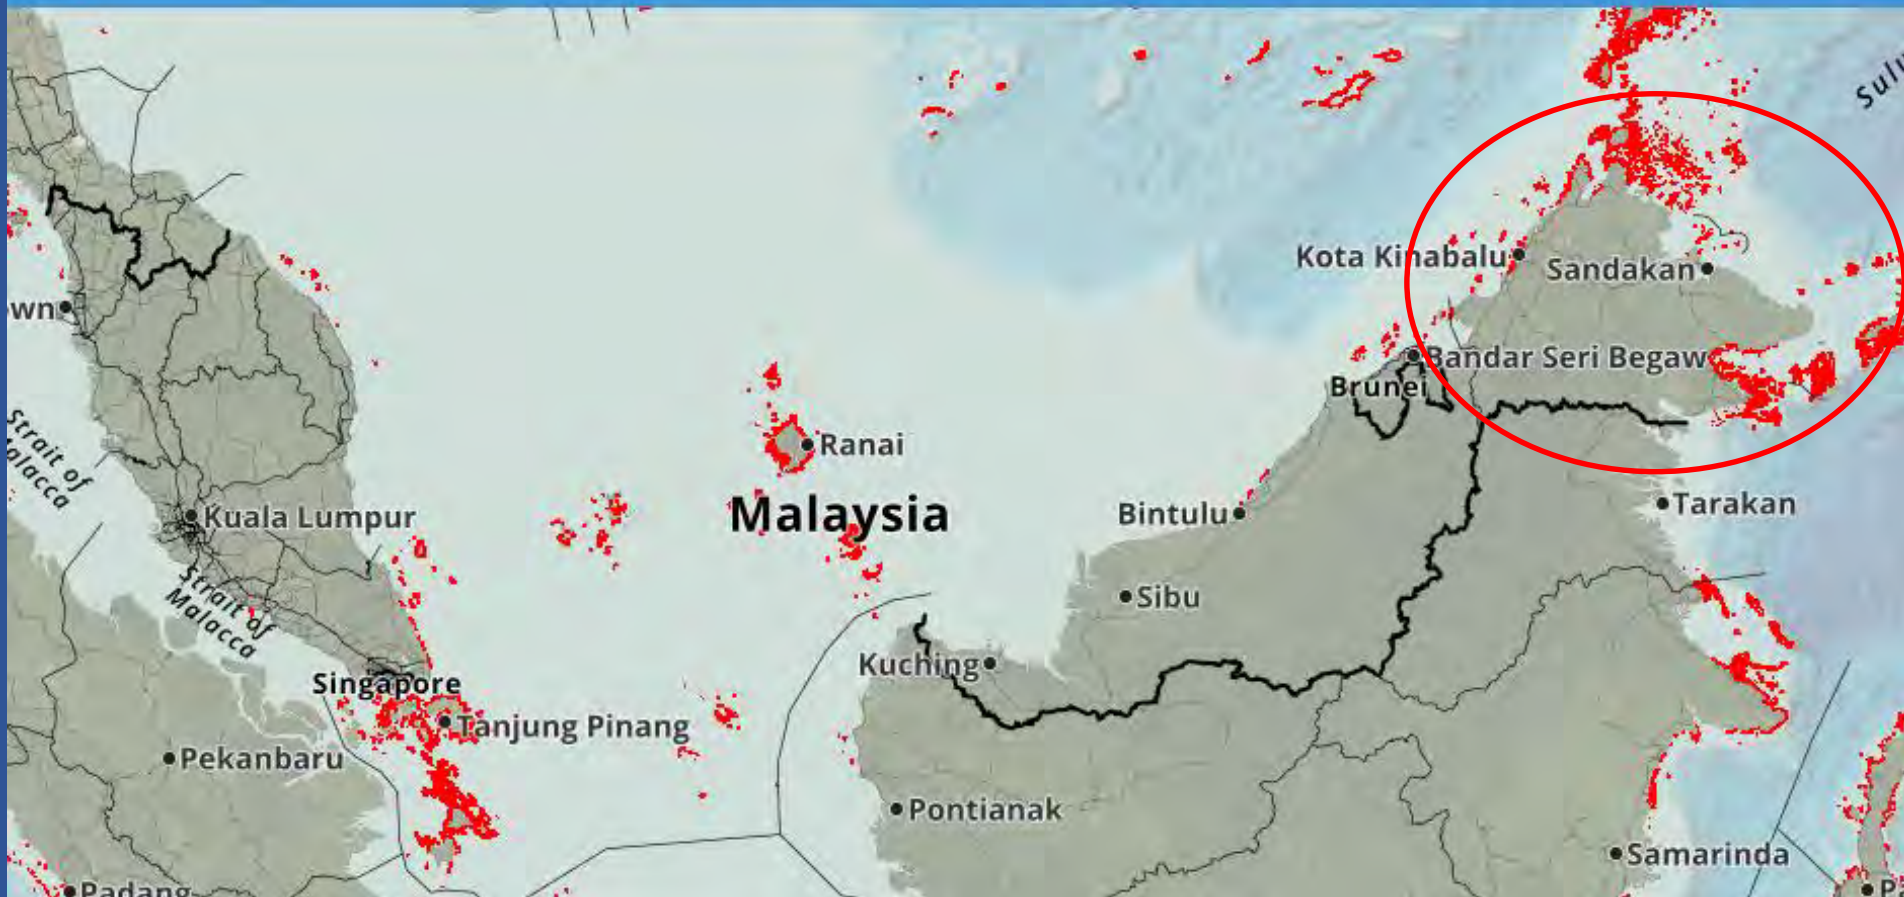 Sulu
Kota Kinabalu
Sandakan
wn
Bandar Seri Begaw
Brunei
Strait of
Malacca
Ranai
Malaysia
Kuala Lumpur
Bintulu
Tarakan
Strait of
Malacca
Sibu
Kuching
Singapore
Tanjung Pinang
Pekanbaru
Pontianak
Samarinda
Padang